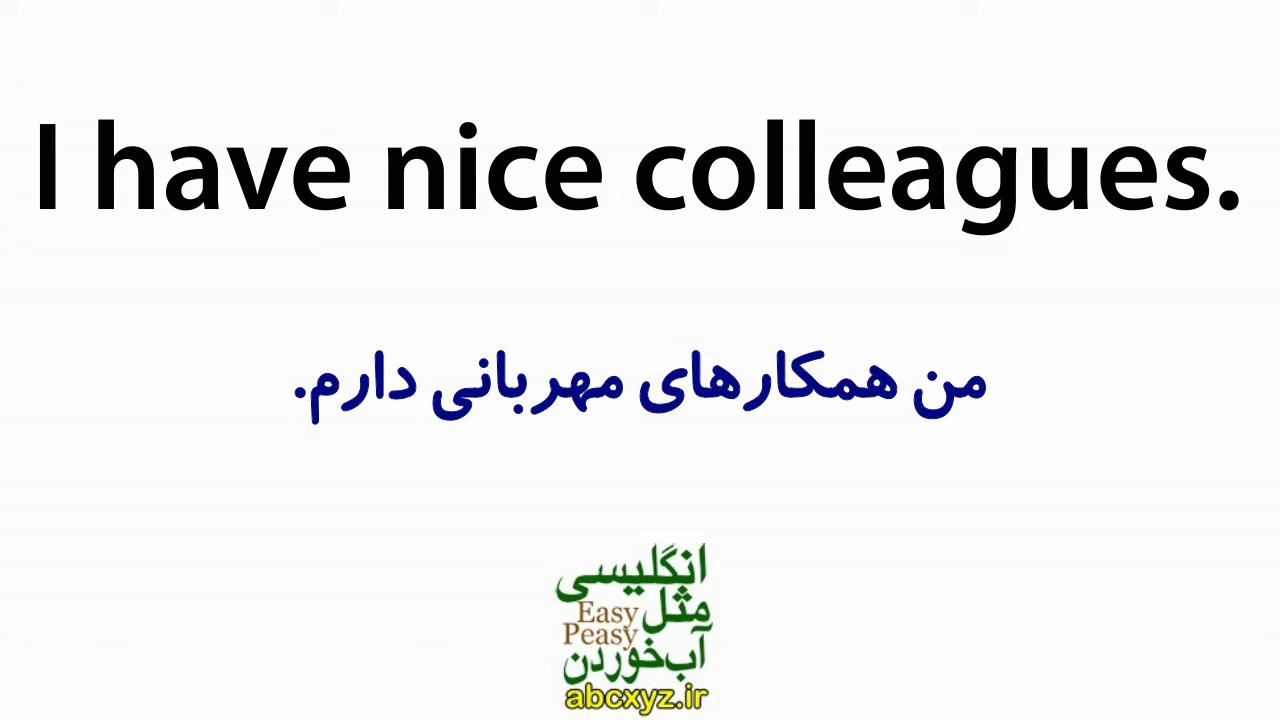 I have nice colleagues.
من همکارهای مهربانی دارم.
انگلیسی
مثل
Easy
Peasy
آب‌خوردن
abcxyz.ir